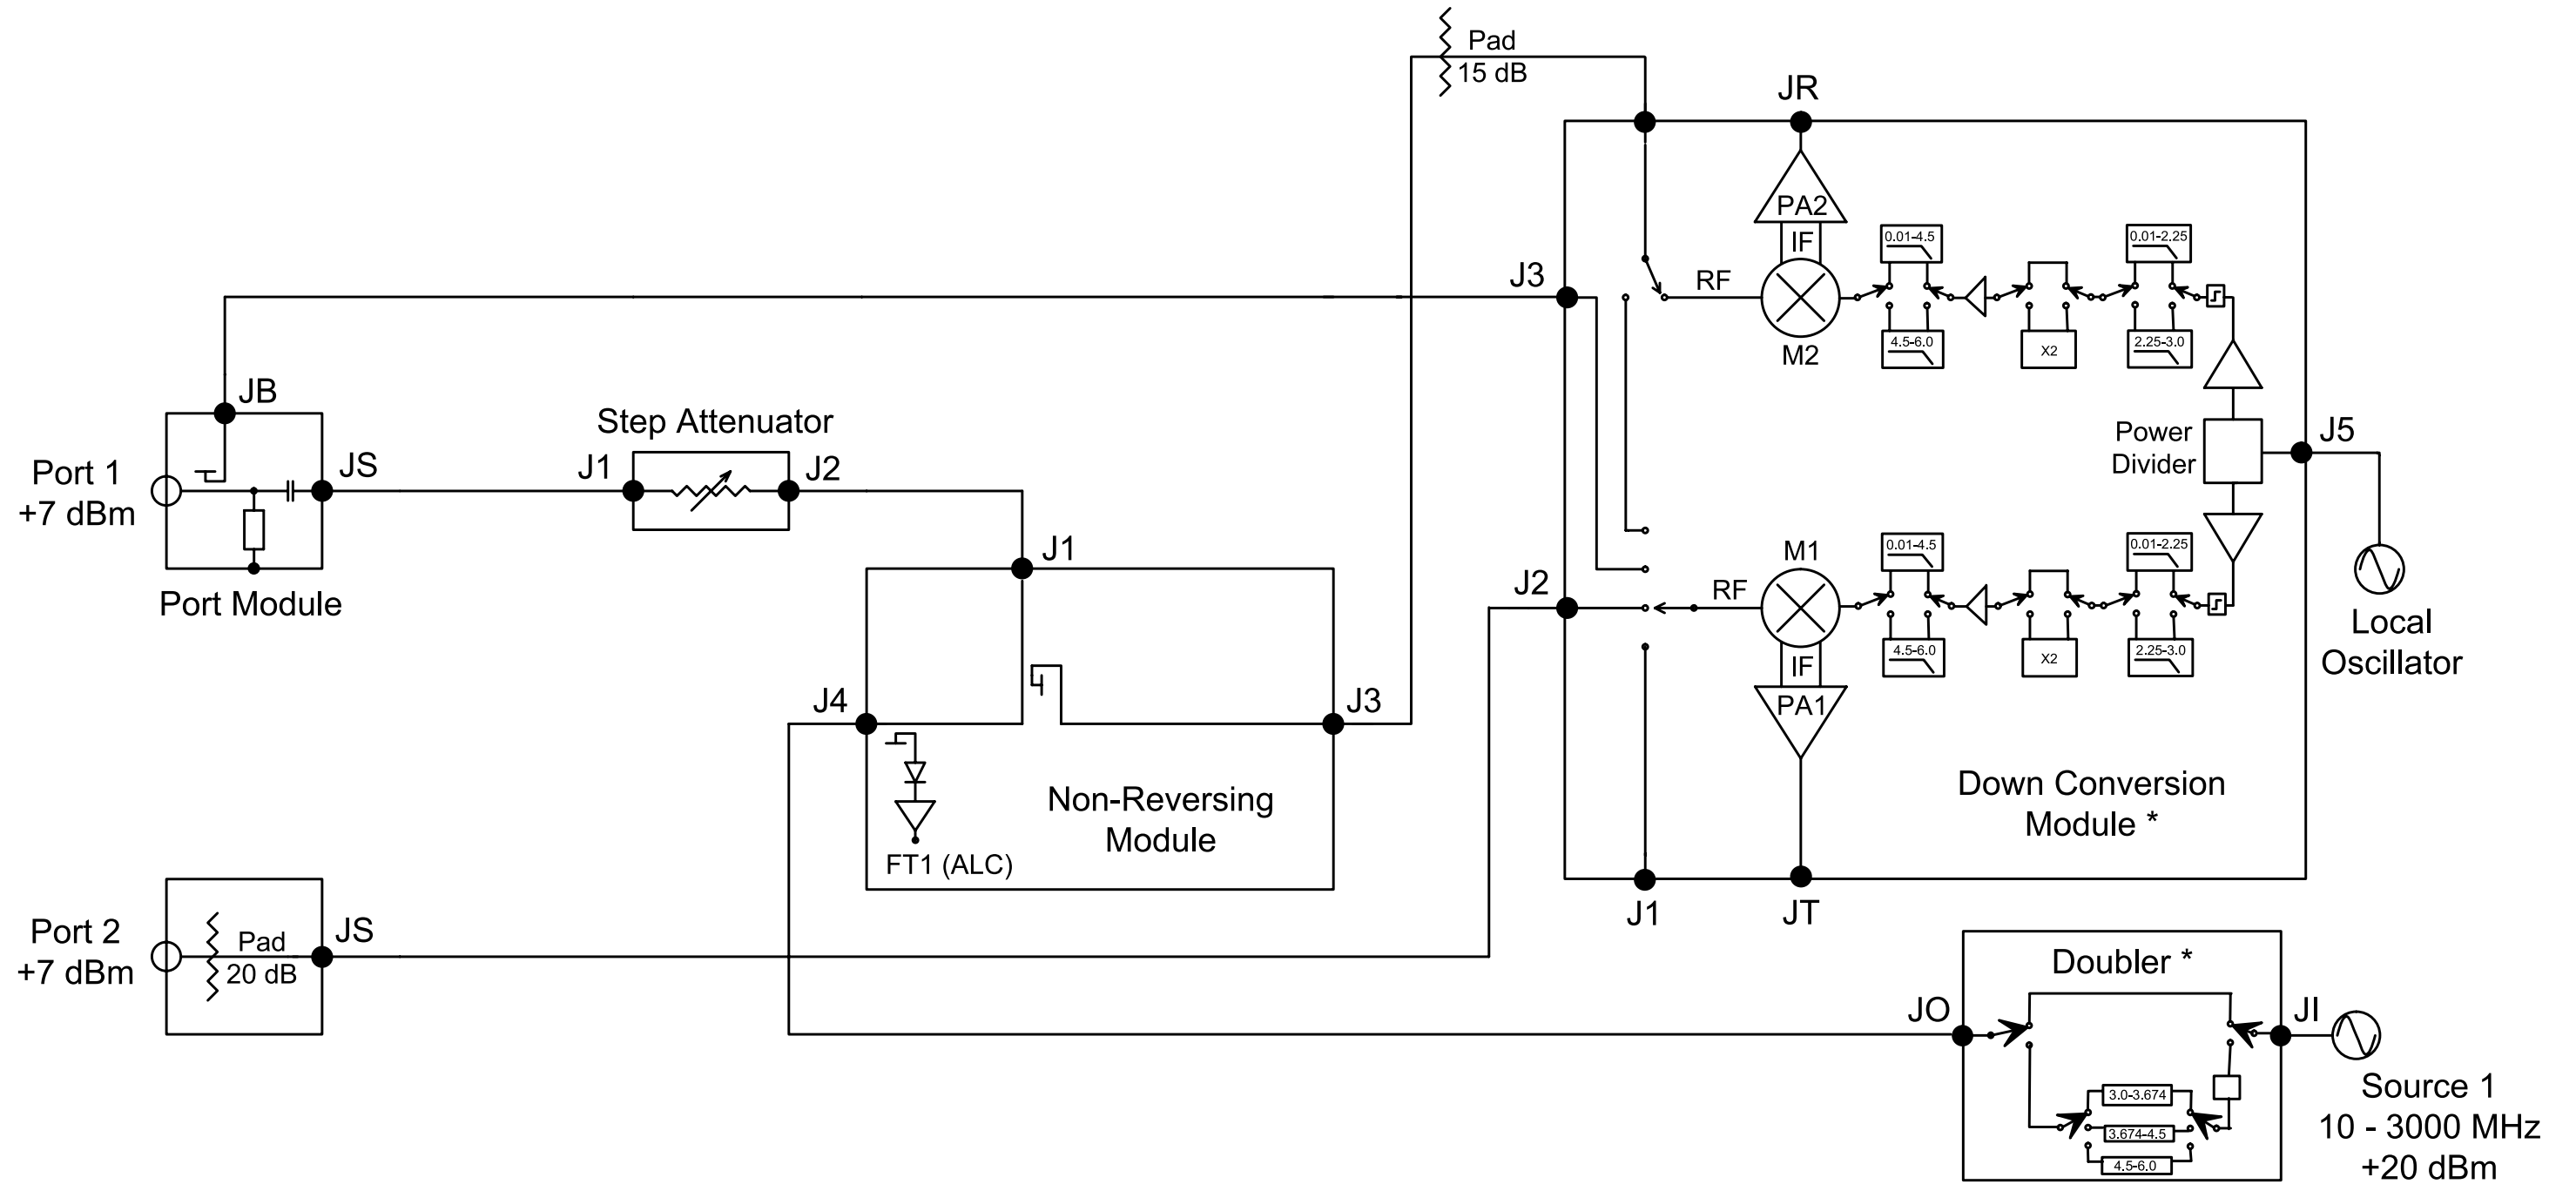 Pad
15 dB
JR
PA2
IF
0.01-4.5
0.01-2.25
J3
RF
M2
4.5-6.0
X2
2.25-3.0
JB
Step Attenuator
Power
Divider
J5
Port 1
+7 dBm
JS
J1
J2
Port Module
J1
M1
0.01-4.5
0.01-2.25
J2
RF
Local
Oscillator
IF
4.5-6.0
X2
2.25-3.0
J4
J3
PA1
Non-Reversing
Module
FT1 (ALC)
Down Conversion
Module *
J1
JT
Port 2
+7 dBm
Pad
20 dB
JS
Doubler *
JO
JI
3.0-3.674
3.674-4.5
4.5-6.0
Source 1
10 - 3000 MHz
+20 dBm